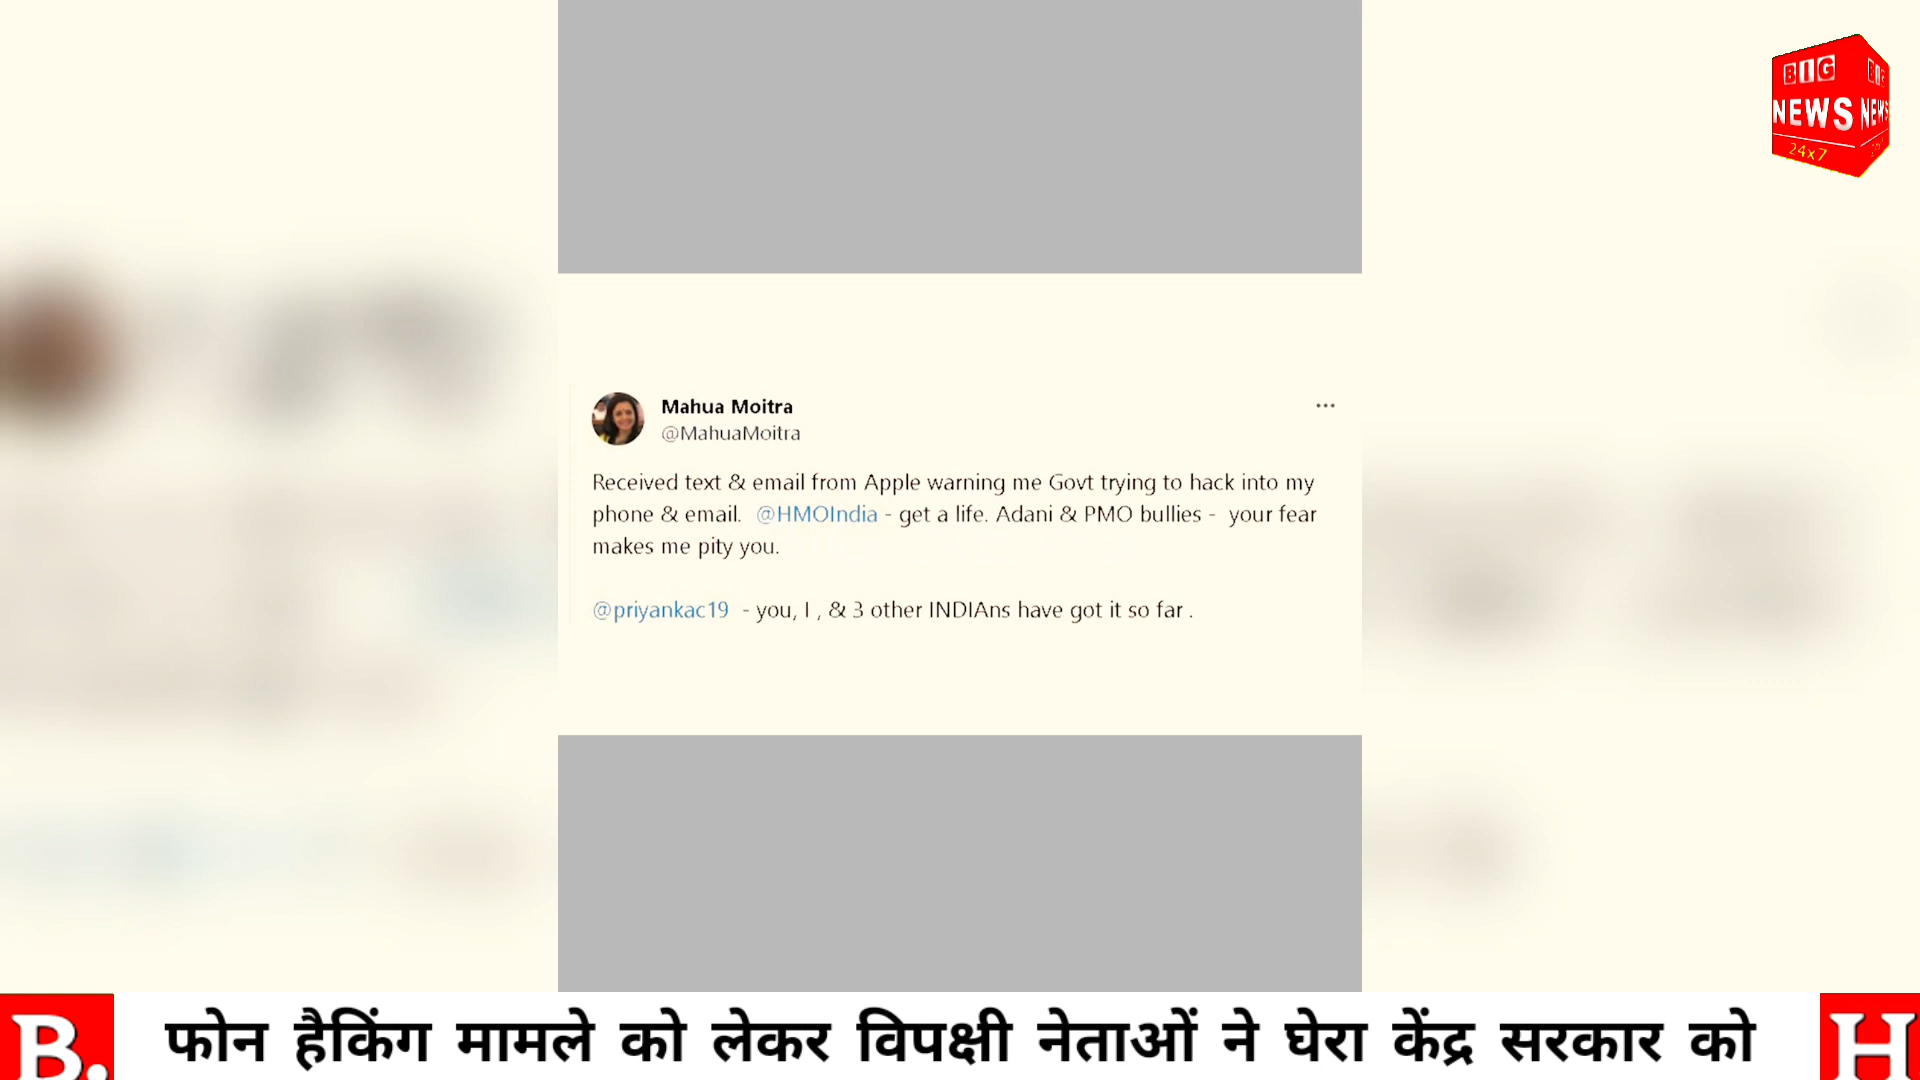 BIG
NEWS
24x7
Mahua Moitra
@MahuaMoitra
Received text & email from Apple warning me Govt trying to hack into my
phone & email. @HMOIndia - get a life. Adani & PMO bullies - your fear
makes me pity you.
@priyankac19 - you, I , & 3 other INDIAns have got it so far .
B. फोन हैकिंग मामले को लेकर विपक्षी नेताओं ने घेरा केंद्र सरकार को H